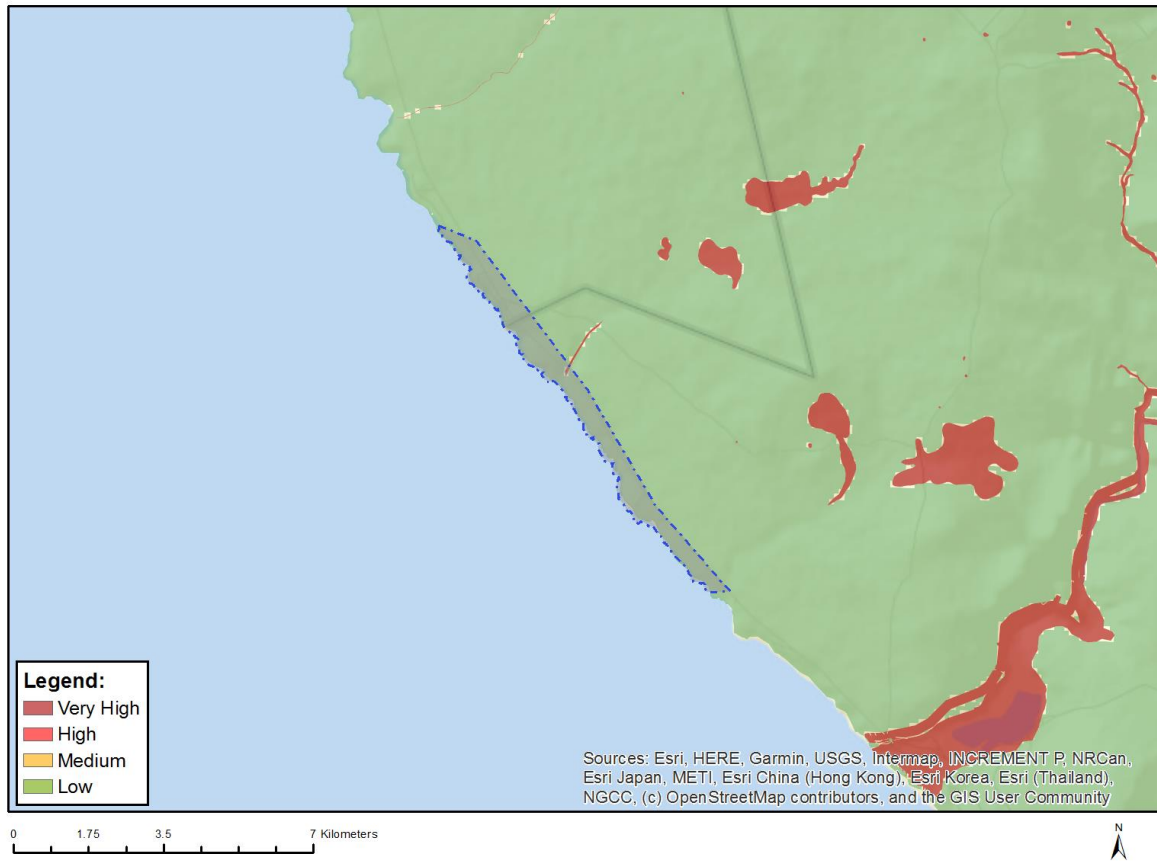 Legend:
Very High
High
Medium
Low
Sources: Esri, HERE, Garmin, USGS, Intermap, INCREMENT P, NRCan,
Esri Japan, METI, Esri China (Hong Kong), Esri Korea, Esri (Thailand),
NGCC, (c) OpenStreetMap contributors, and the GIS User Community
0 1.75 3.5 7 Kilometers
N